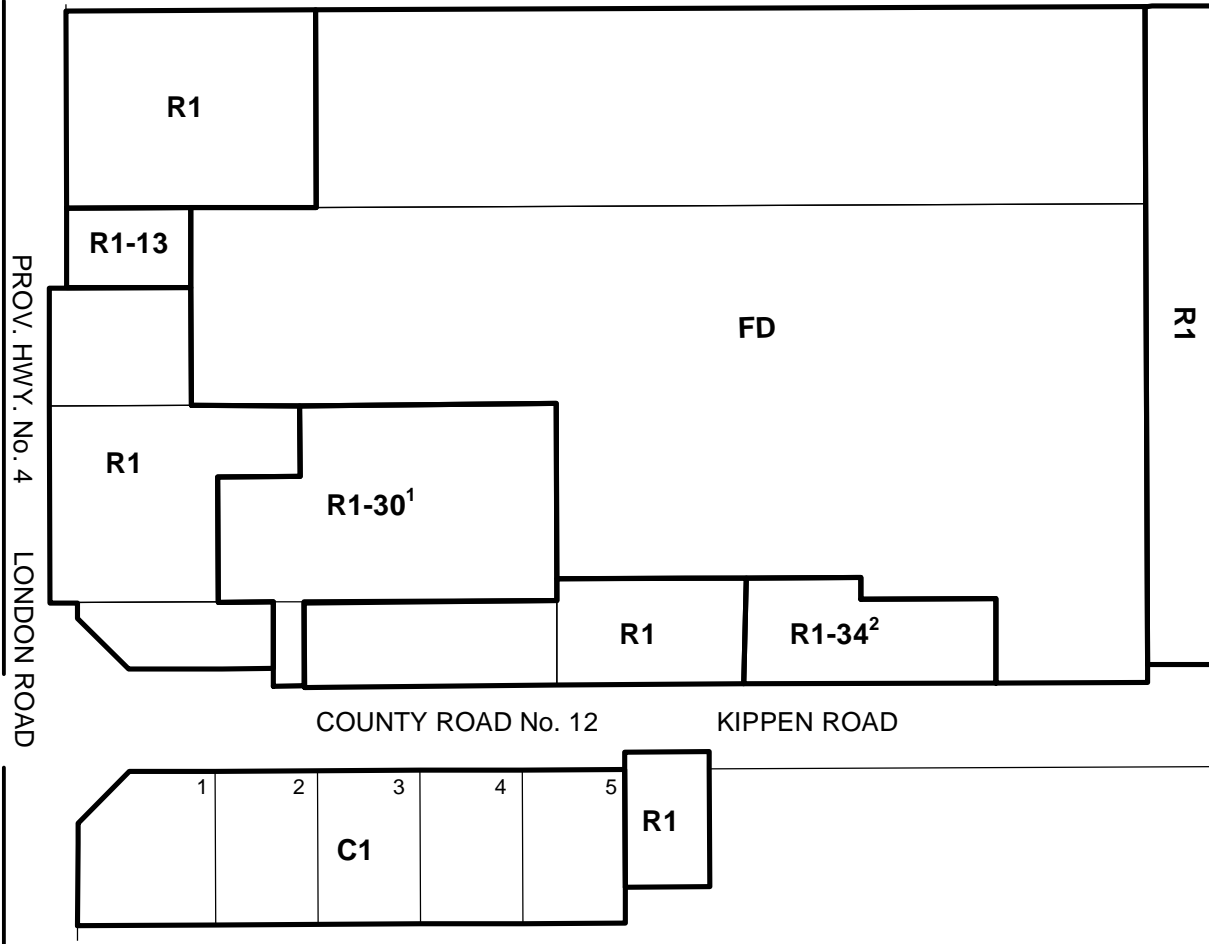 R1
R1-13
FD
R1
PROV. HWY. No. 4 LONDON ROAD
R1
R1-30¹
R1
R1-34²
COUNTY ROAD No. 12 KIPPEN ROAD
1 2 3 4 5
R1
C1